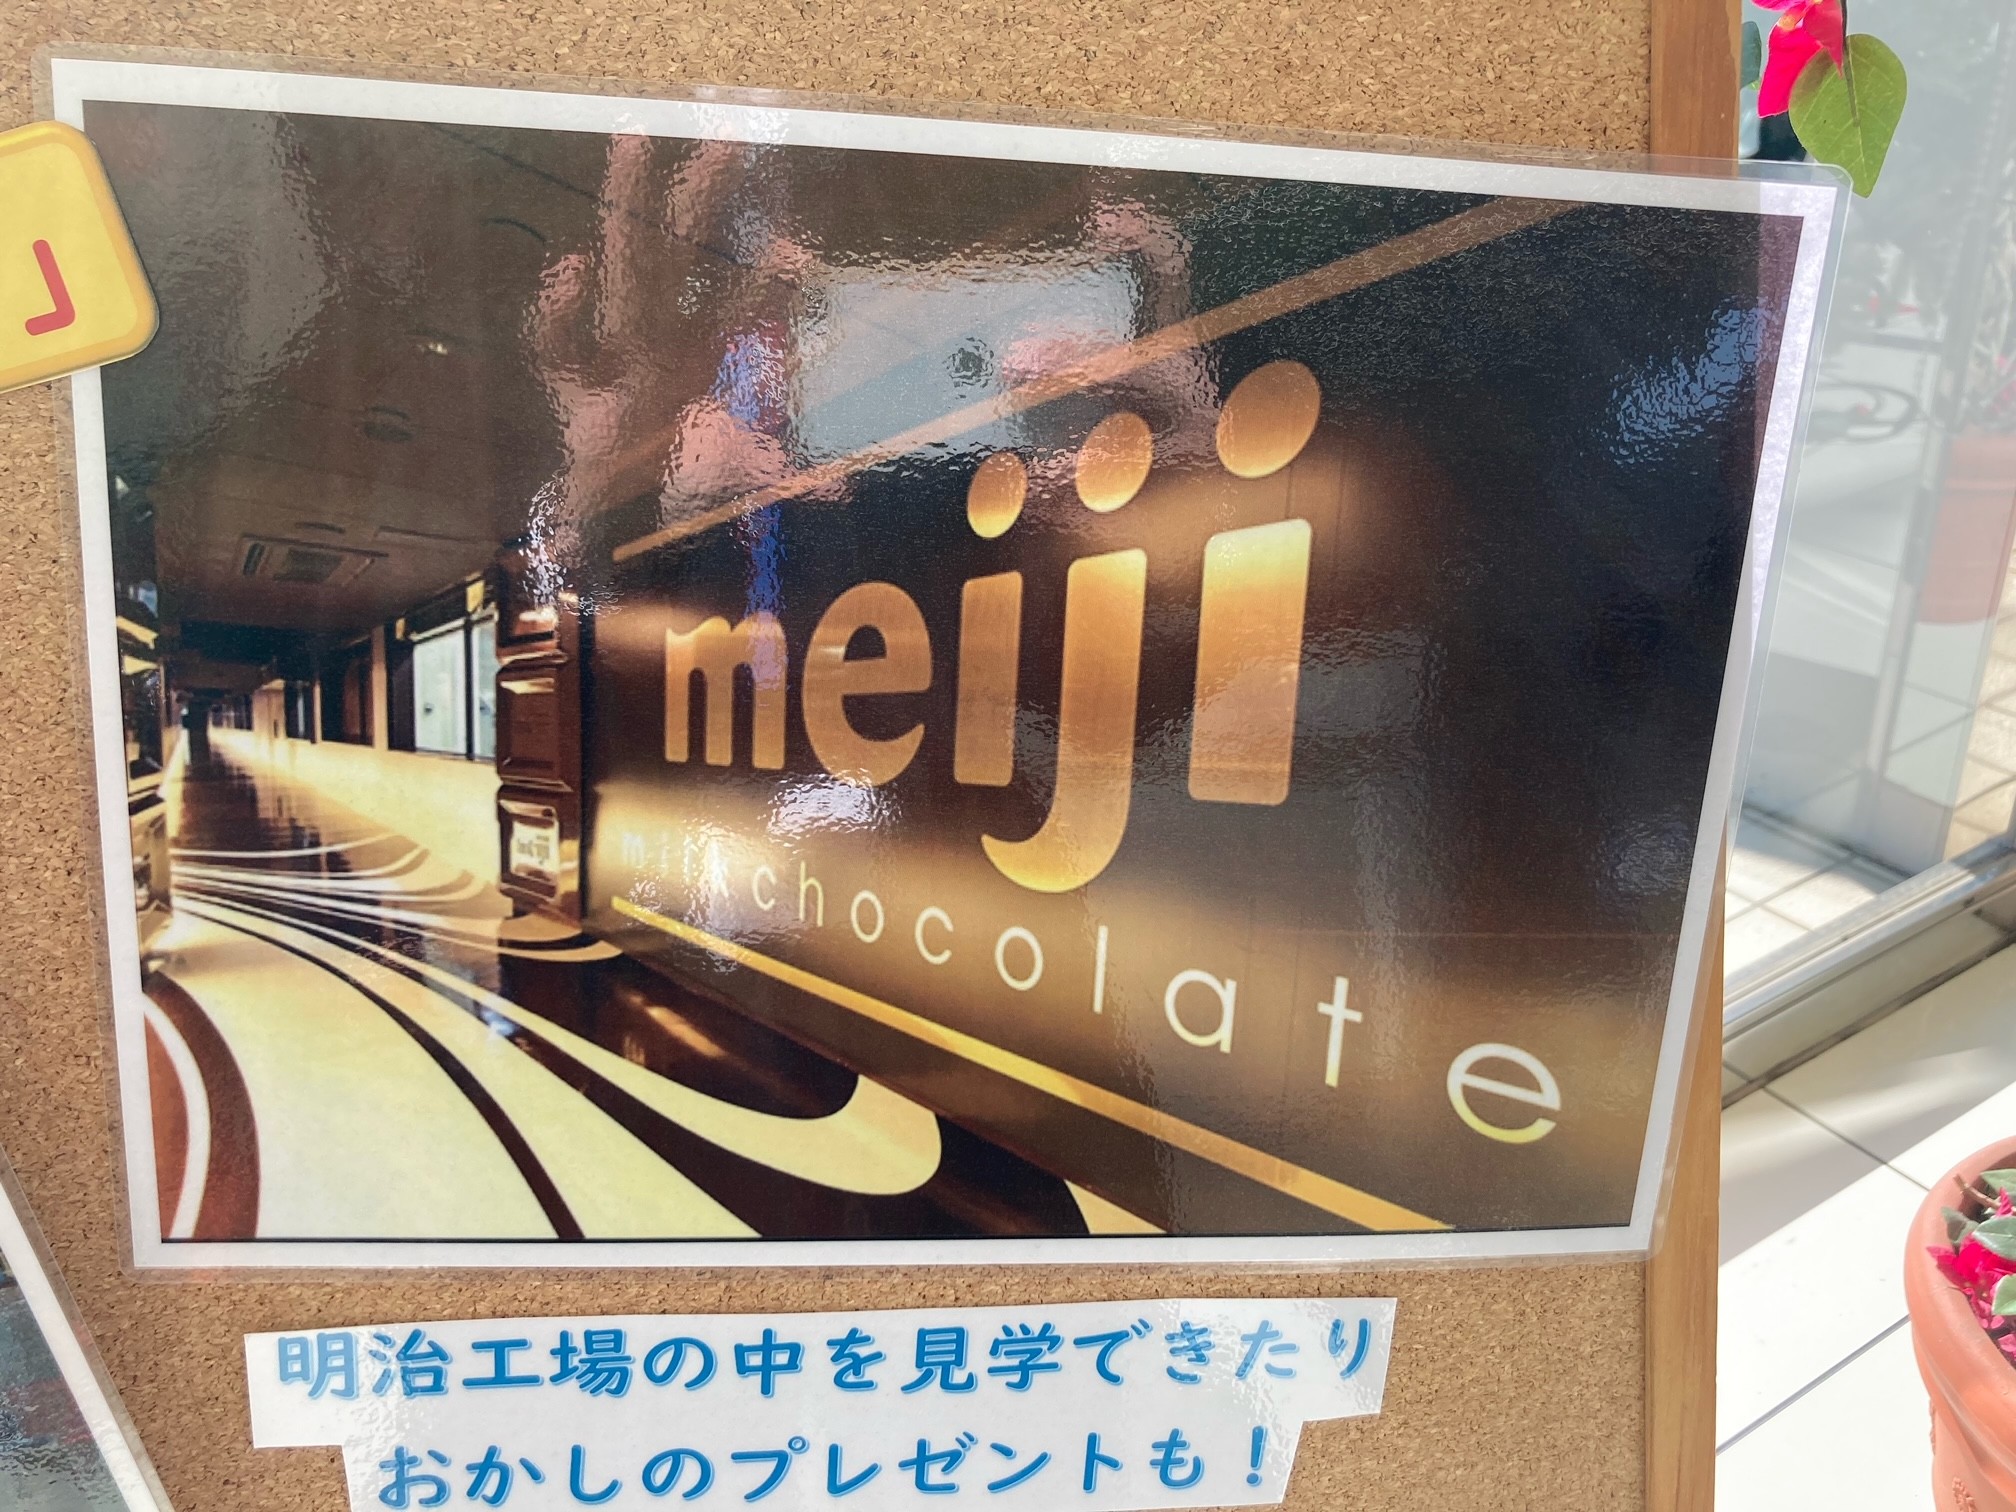 」
meiji
milk chocolate
明治工場の中を見学できたり
おかしのプレゼントも！